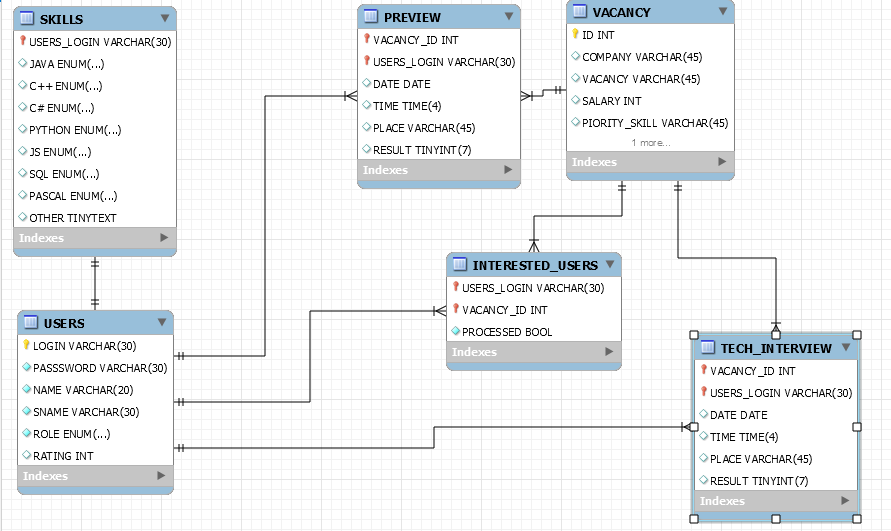 SKILLS
USERS_LOGIN VARCHAR(30)
JAVA ENUM(...)
C++ ENUM(...)
C# ENUM(...)
PYTHON ENUM(...)
JS ENUM(...)
SQL ENUM(...)
PASCAL ENUM(...)
OTHER TINYTEXT
Indexes
PREVIEW
VACANCY_ID INT
USERS_LOGIN VARCHAR(30)
DATE DATE
TIME TIME(4)
PLACE VARCHAR(45)
RESULT TINYINT(7)
Indexes
VACANCY
ID INT
COMPANY VARCHAR(45)
VACANCY VARCHAR(45)
SALARY INT
PIORITY_SKILL VARCHAR(45)
1 more...
Indexes
INTERESTED_USERS
USERS_LOGIN VARCHAR(30)
VACANCY_ID INT
PROCESSED BOOL
Indexes
USERS
LOGIN VARCHAR(30)
PASSSWORD VARCHAR(30)
NAME VARCHAR(20)
SNAME VARCHAR(30)
ROLE ENUM(...)
RATING INT
Indexes
TECH_INTERVIEW
VACANCY_ID INT
USERS_LOGIN VARCHAR(30)
DATE DATE
TIME TIME(4)
PLACE VARCHAR(45)
RESULT TINYINT(7)
Indexes